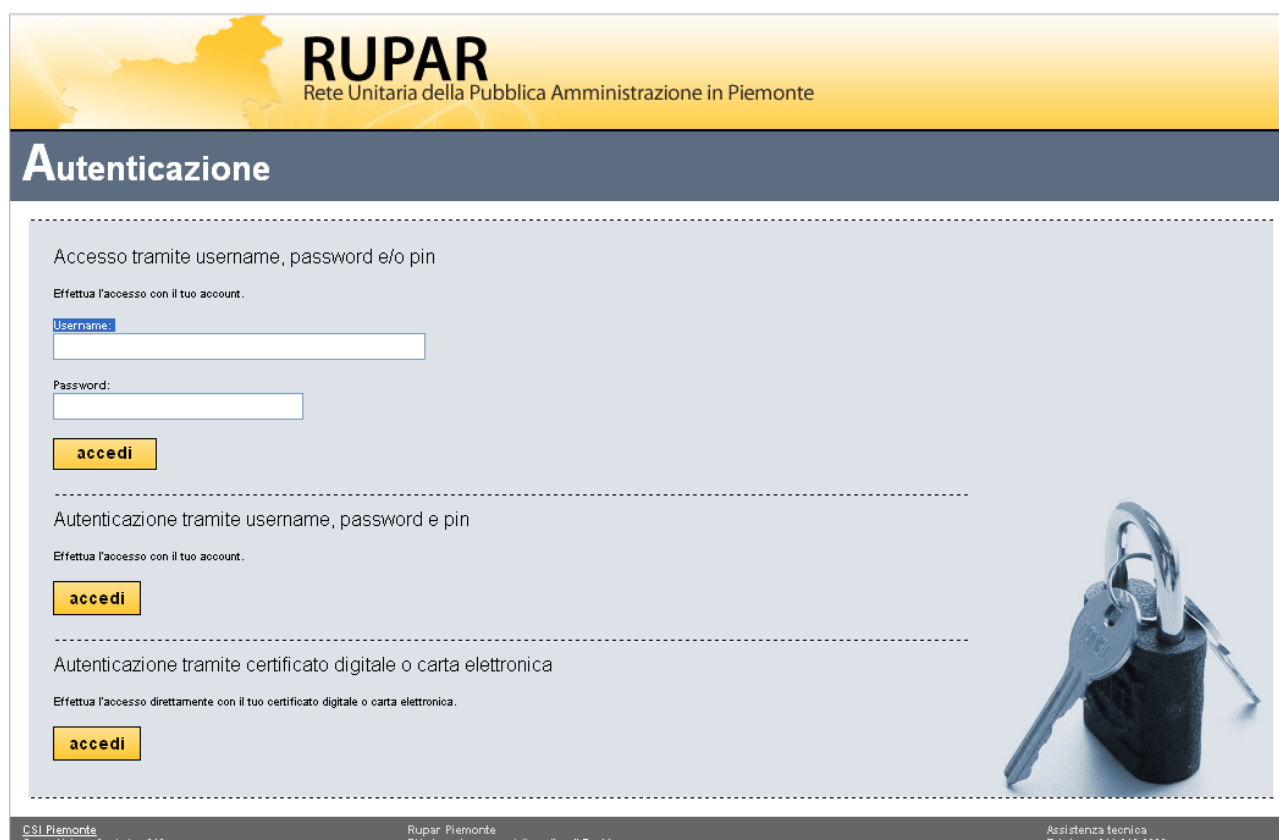 RUPAR
Rete Unitaria della Pubblica Amministrazione in Piemonte
Autenticazione
Accesso tramite username, password e/o pin
Effettua l'accesso con il tuo account.
Username:
Password:
accedi
Autenticazione tramite username, password e pin
Effettua l'accesso con il tuo account.
accedi
Autenticazione tramite certificato digitale o carta elettronica
Effettua l'accesso direttamente con il tuo certificato digitale o carta elettronica.
accedi
CSI Piemonte
Rupar Piemonte
Assistenza tecnica